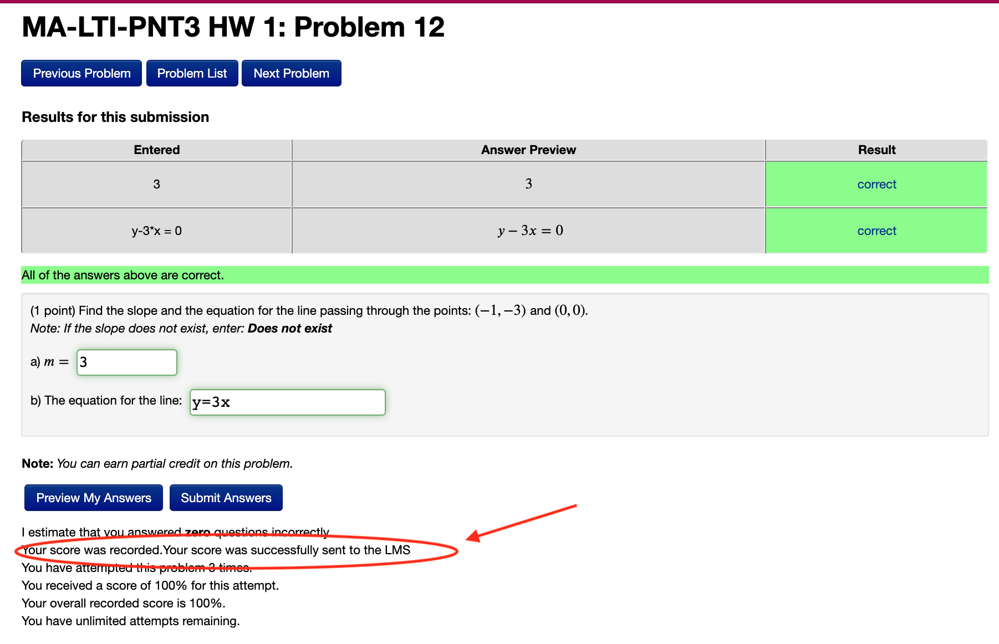 MA-LTI-PNT3 HW 1: Problem 12
Previous Problem Problem List Next Problem
Results for this submission
Entered Answer Preview Result
3 3 correct
y-3*x = 0 y − 3x = 0 correct
All of the answers above are correct.
(1 point) Find the slope and the equation for the line passing through the points: (−1, −3) and (0, 0).
Note: If the slope does not exist, enter: Does not exist
a) m = 3
b) The equation for the line: y=3x
Note: You can earn partial credit on this problem.
Preview My Answers Submit Answers
I estimate that you answered zero questions incorrectly
Your score was recorded.Your score was successfully sent to the LMS
You have attempted this problem 3 times.
You received a score of 100% for this attempt.
Your overall recorded score is 100%.
You have unlimited attempts remaining.